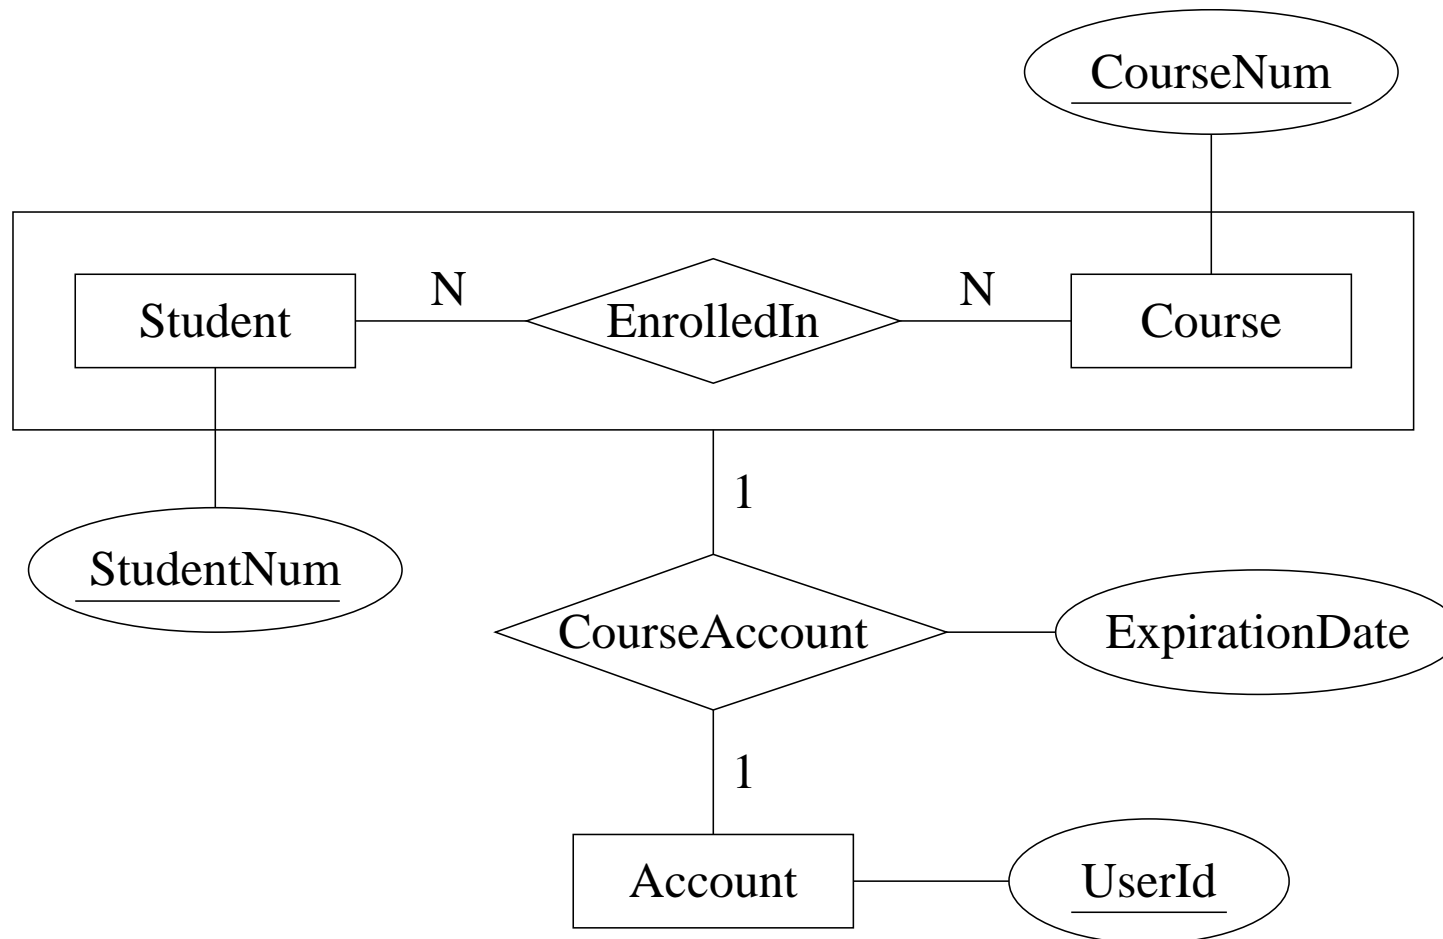 CourseNum
N
N
Student
EnrolledIn
Course
1
StudentNum
CourseAccount
ExpirationDate
1
Account
UserId